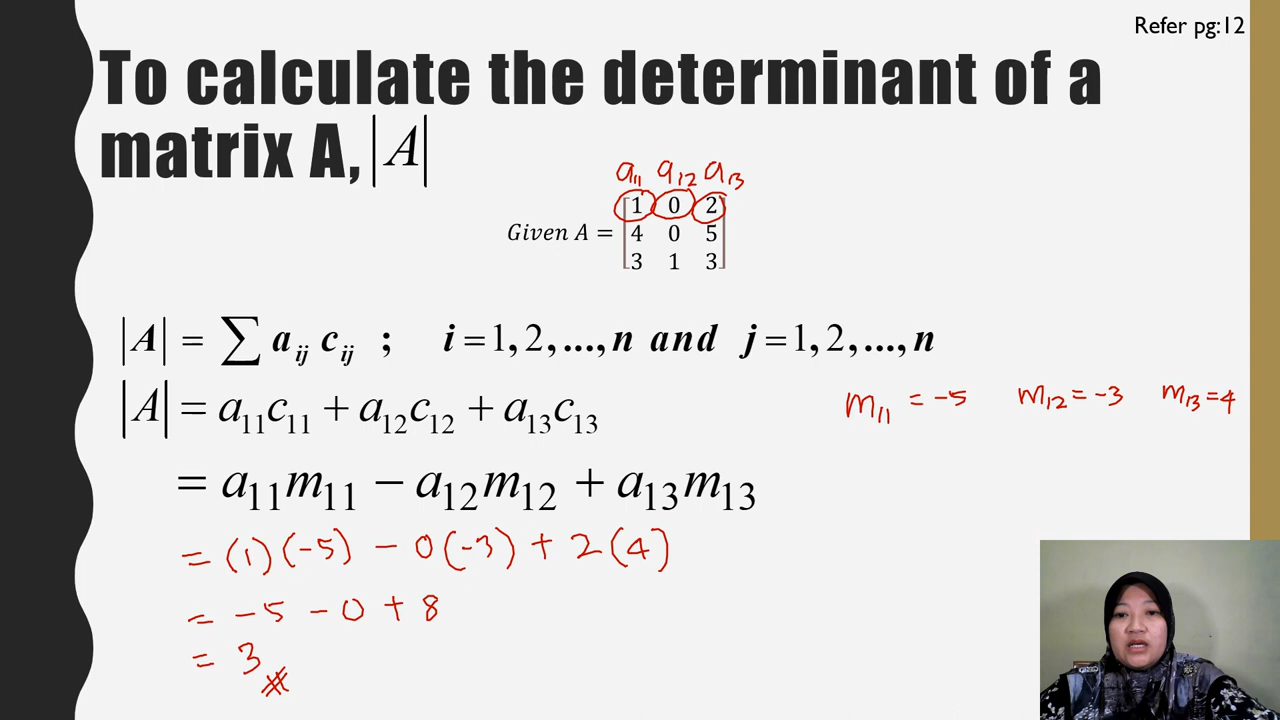 Refer pg:12
To calculate the determinant of a
matrix A, |A|
a₁₁ a₁₂ a₁₃
Given A = [1 0 2
4 0 5
3 1 3]
|A| = ∑ aᵢⱼ cᵢⱼ ; i = 1, 2, ..., n and j = 1, 2, ..., n
|A| = a₁₁c₁₁ + a₁₂c₁₂ + a₁₃c₁₃
m₁₁ = -5 m₁₂ = -3 m₁₃ = 4
= a₁₁m₁₁ − a₁₂m₁₂ + a₁₃m₁₃
= (1)(-5) - 0(-3) + 2(4)
= -5 - 0 + 8
= 3 #